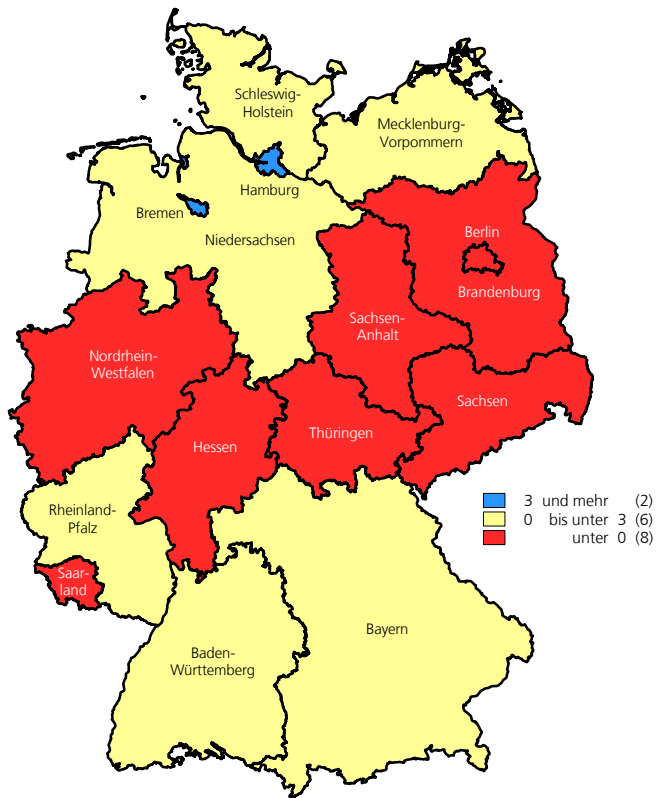 Schleswig-
Holstein
Mecklenburg-
Vorpommern
Hamburg
Bremen
Niedersachsen
Berlin
Brandenburg
Sachsen-
Anhalt
Nordrhein-
Westfalen
Sachsen
Thüringen
Hessen
3 und mehr (2)
0 bis unter 3 (6)
unter 0 (8)
Rheinland-
Pfalz
Saar-
land
Bayern
Baden-
Württemberg